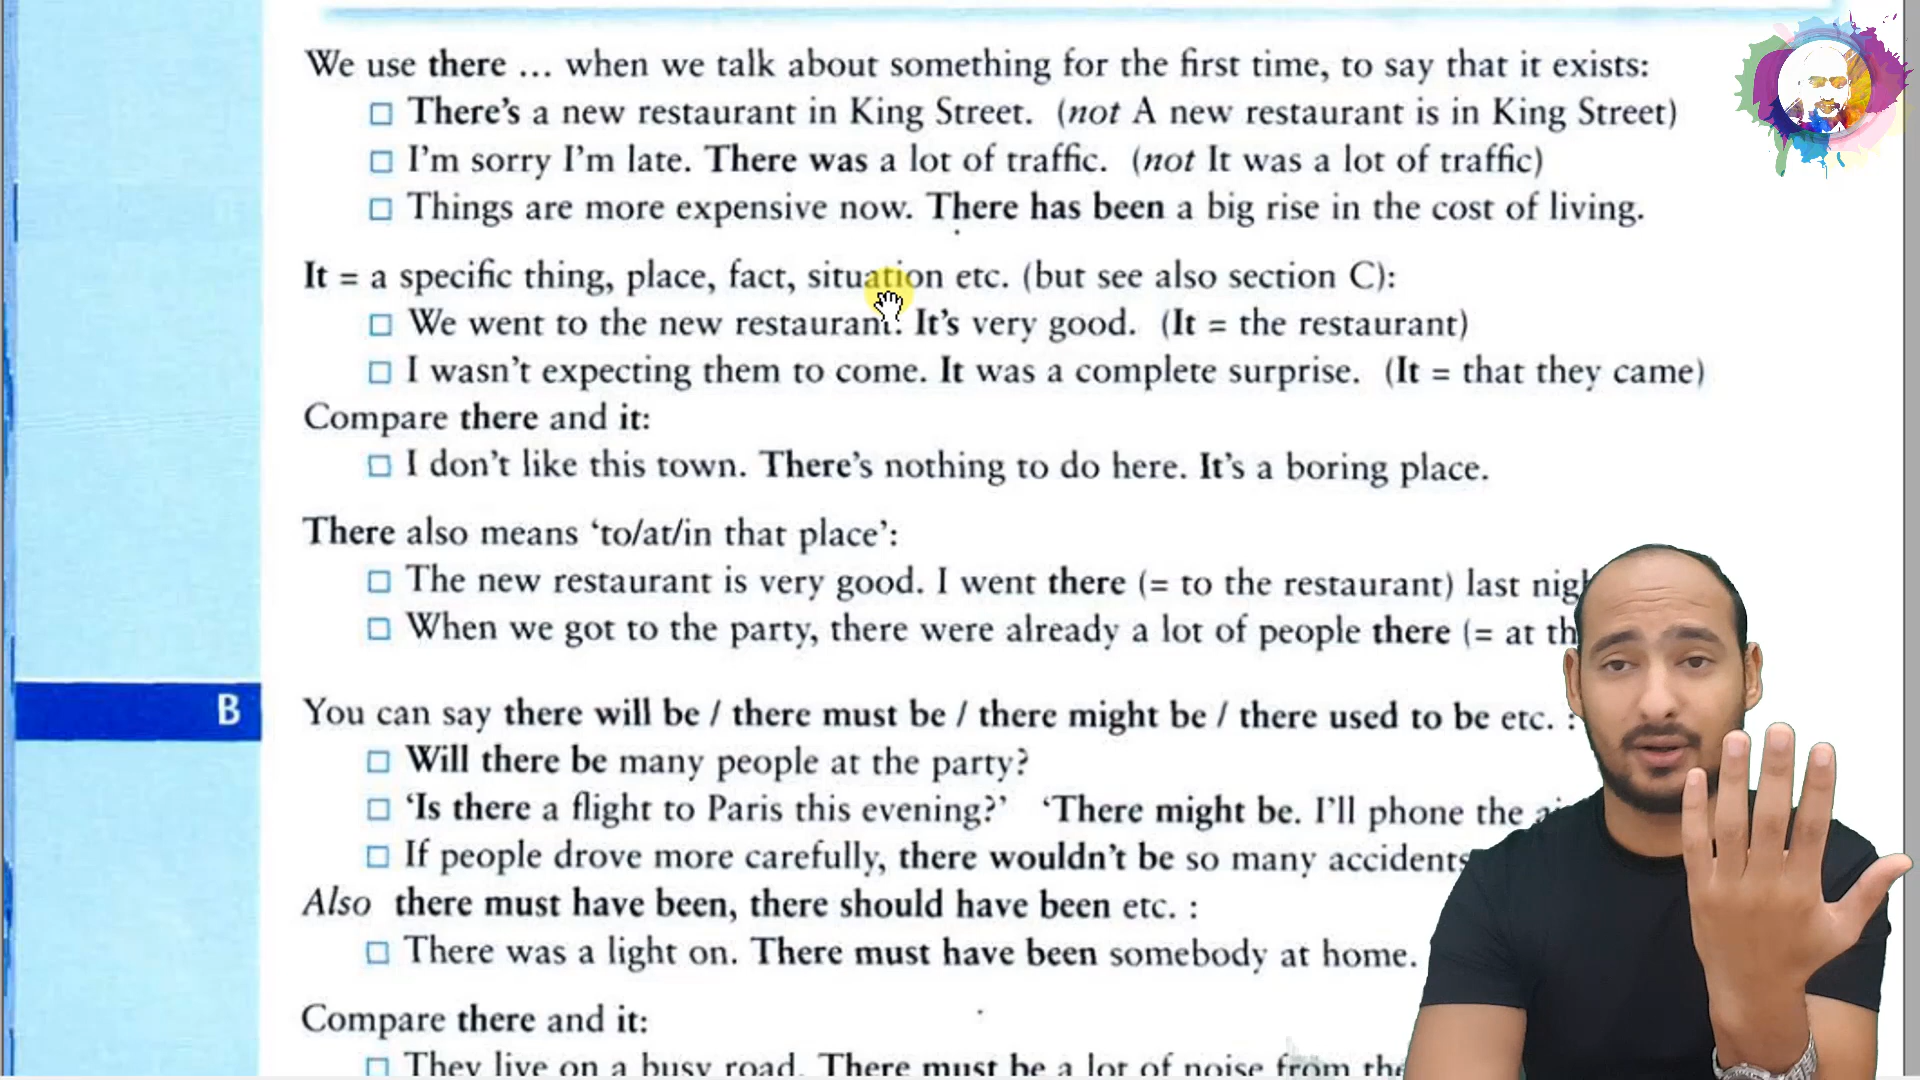 We use there ... when we talk about something for the first time, to say that it exists:
There's a new restaurant in King Street. (not A new restaurant is in King Street)
I'm sorry I'm late. There was a lot of traffic. (not It was a lot of traffic)
Things are more expensive now. There has been a big rise in the cost of living.
It = a specific thing, place, fact, situation etc. (but see also section C):
We went to the new restaurant. It's very good. (It = the restaurant)
I wasn't expecting them to come. It was a complete surprise. (It = that they came)
Compare there and it:
I don't like this town. There's nothing to do here. It's a boring place.
There also means ‘to/at/in that place’:
The new restaurant is very good. I went there (= to the restaurant) last
When we got to the party, there were already a lot of people there (= at
B
You can say there will be / there must be / there might be / there used to be etc. :
Will there be many people at the party?
‘Is there a flight to Paris this evening?’ ‘There might be. I'll phone the
If people drove more carefully, there wouldn't be so many accidents
Also there must have been, there should have been etc. :
There was a light on. There must have been somebody at home.
Compare there and it:
They live on a busy road. There must be a lot of noise from